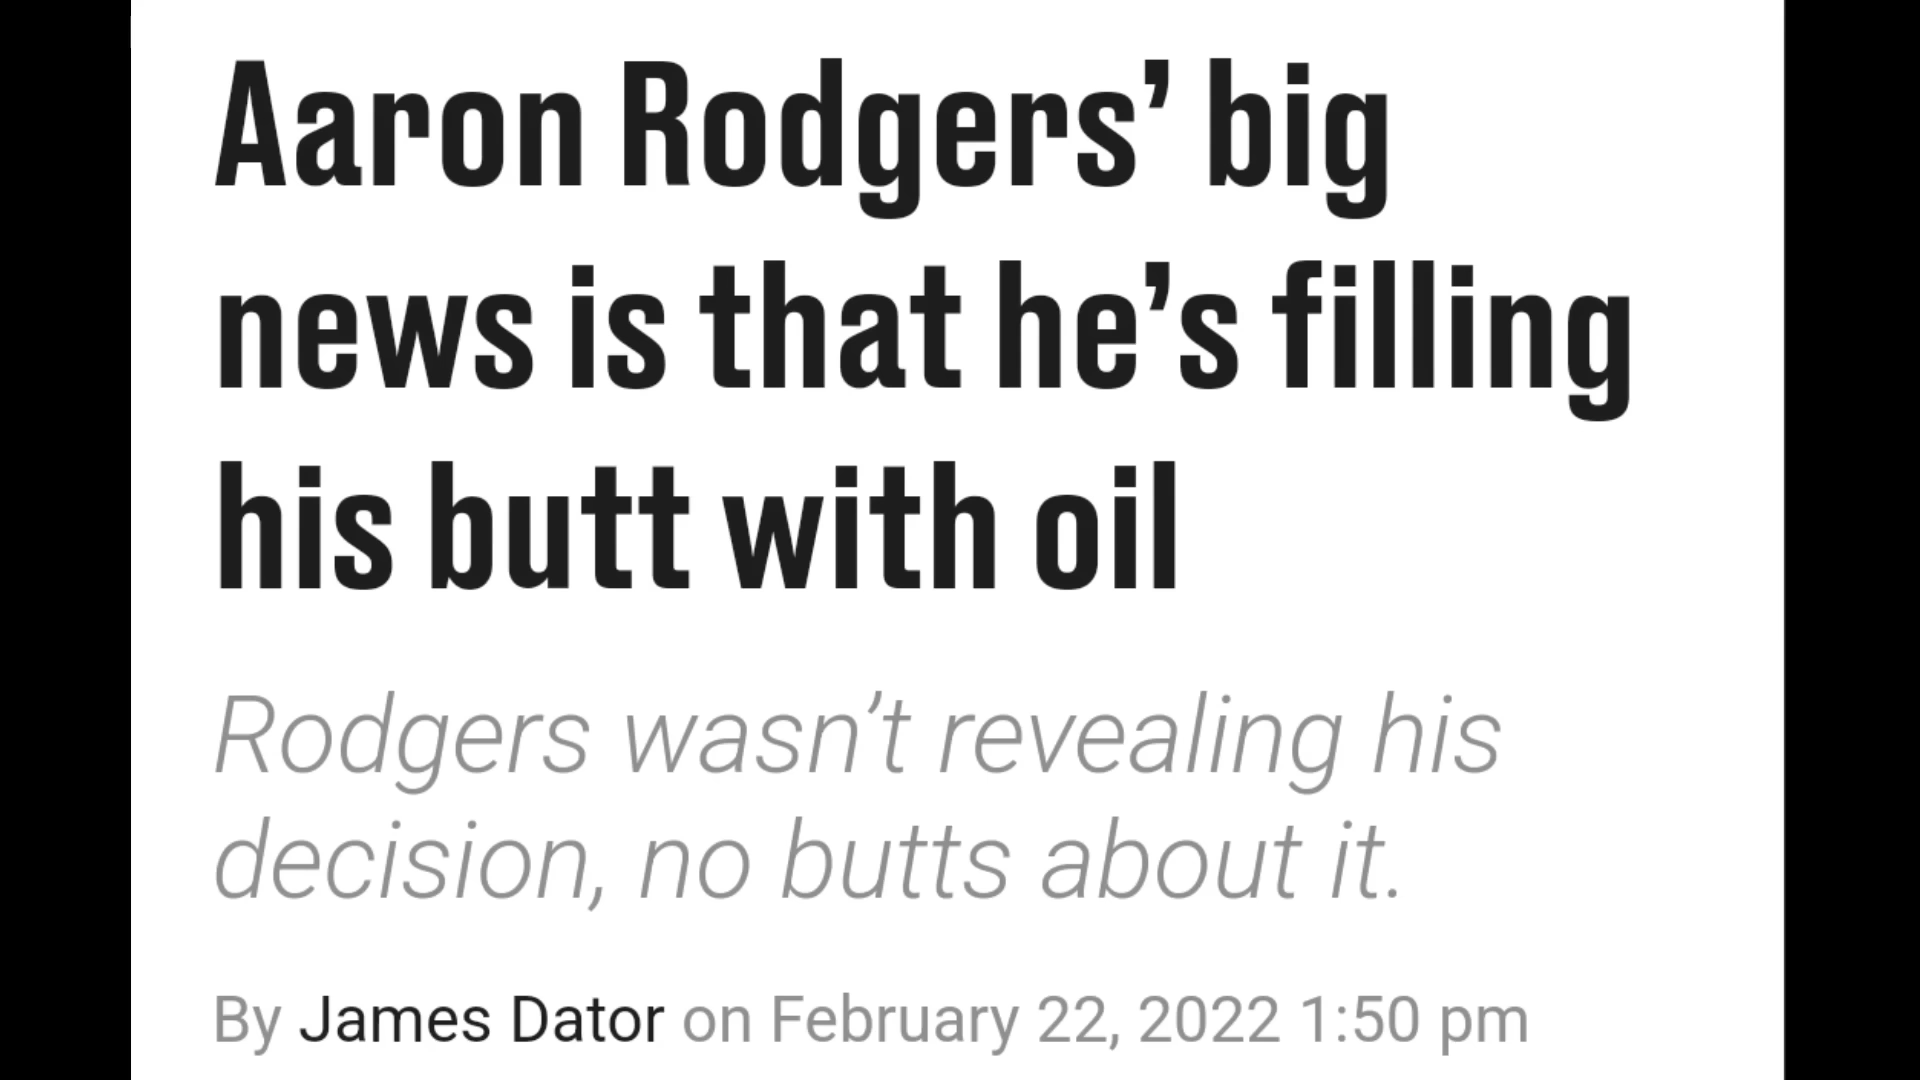 Aaron Rodgers’ big
news is that he’s filling
his butt with oil
Rodgers wasn’t revealing his
decision, no butts about it.
By James Dator on February 22, 2022 1:50 pm